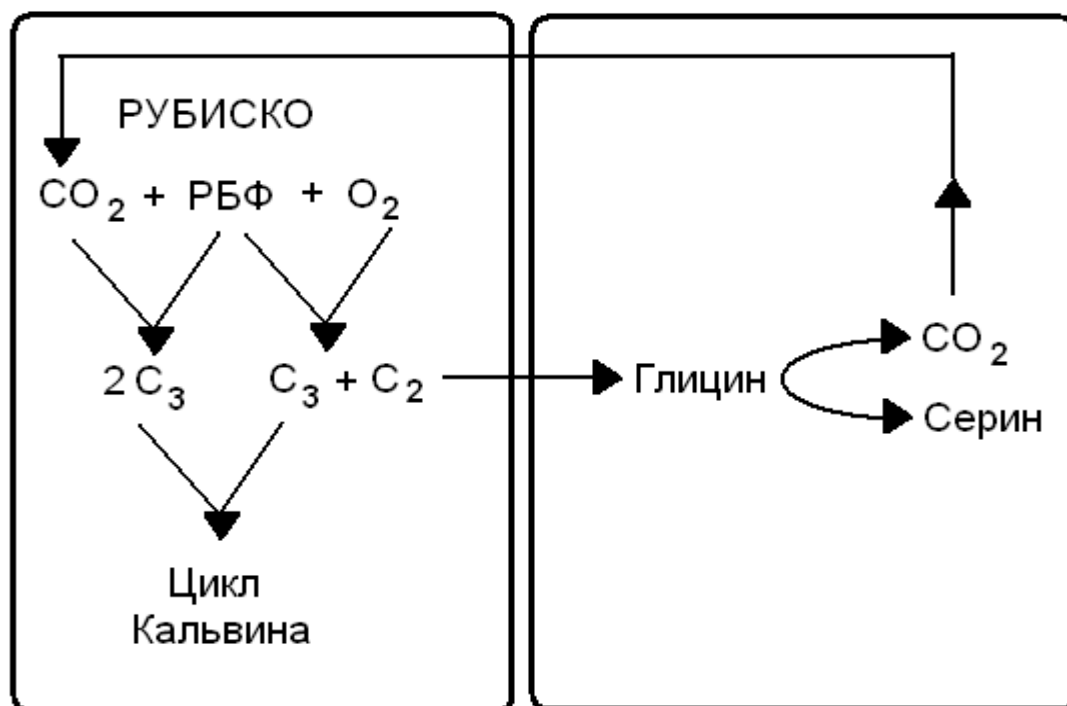 РУБИСКО
CO₂ + РБФ + O₂
2 C₃
C₃ + C₂
Глицин
CO₂
Серин
Цикл
Кальвина